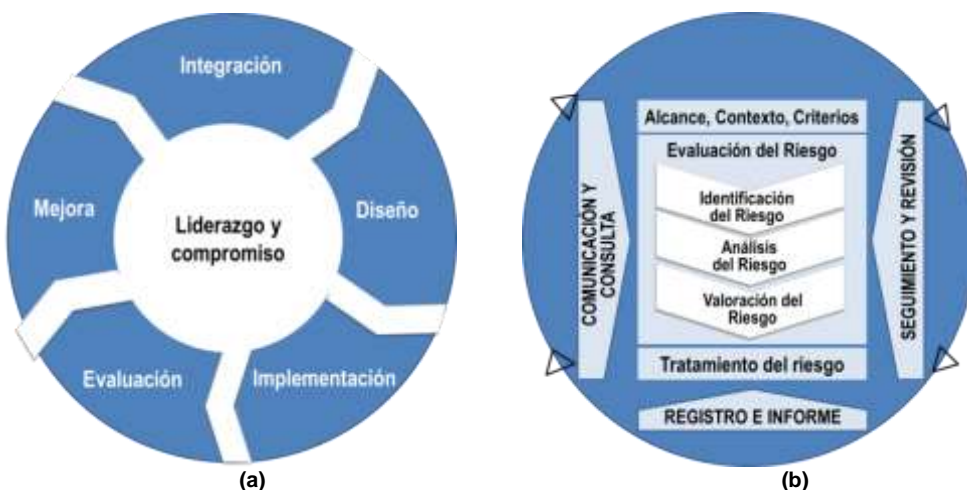 Integración
Diseño
Implementación
Evaluación
Mejora
Liderazgo y
compromiso
(a)
Alcance, Contexto, Criterios
Evaluación del Riesgo
Identificación
del Riesgo
Análisis
del Riesgo
Valoración del
Riesgo
Tratamiento del riesgo
REGISTRO E INFORME
COMUNICACIÓN Y
CONSULTA
SEGUIMIENTO Y REVISIÓN
(b)